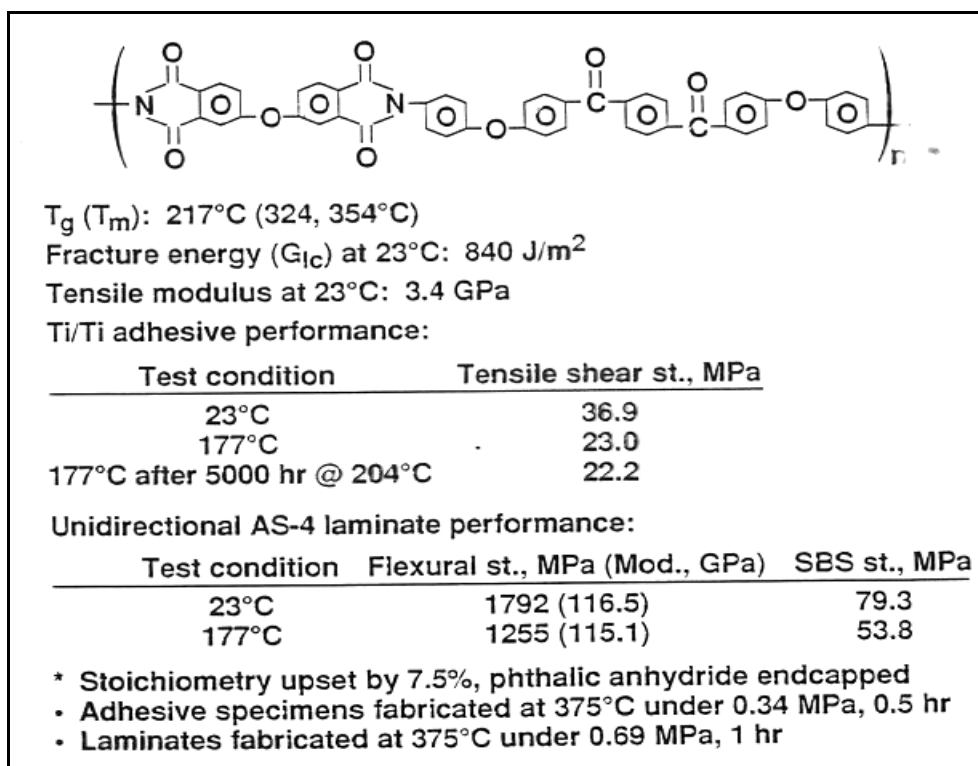 O O O O O O
N N O O C C O
O O n
T_g (T_m): 217°C (324, 354°C)
Fracture energy (G_Ic) at 23°C: 840 J/m²
Tensile modulus at 23°C: 3.4 GPa
Ti/Ti adhesive performance:
Test condition Tensile shear st., MPa
23°C 36.9
177°C 23.0
177°C after 5000 hr @ 204°C 22.2
Unidirectional AS-4 laminate performance:
Test condition Flexural st., MPa (Mod., GPa) SBS st., MPa
23°C 1792 (116.5) 79.3
177°C 1255 (115.1) 53.8
* Stoichiometry upset by 7.5%, phthalic anhydride endcapped
• Adhesive specimens fabricated at 375°C under 0.34 MPa, 0.5 hr
• Laminates fabricated at 375°C under 0.69 MPa, 1 hr